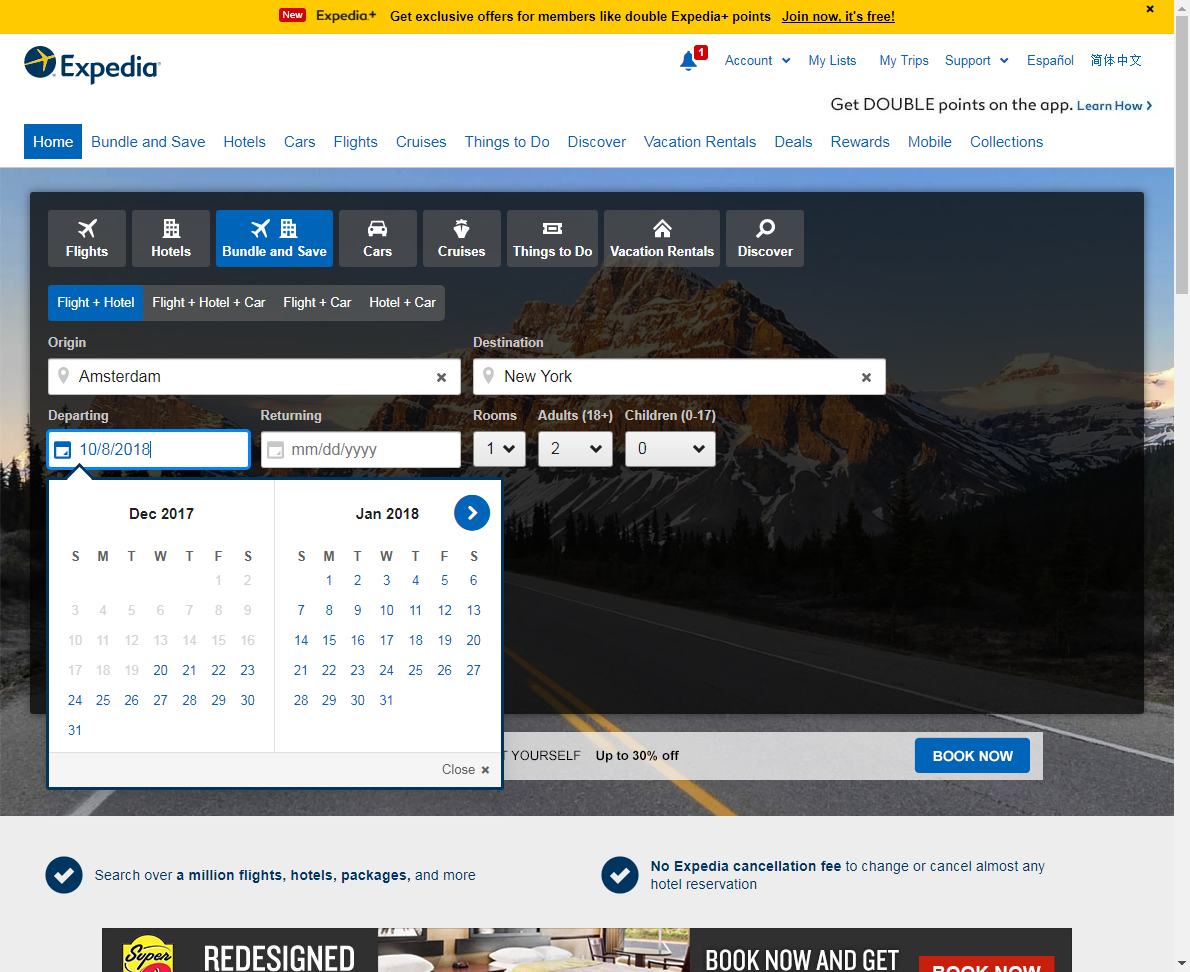 New Expedia+ Get exclusive offers for members like double Expedia+ points Join now, it's free!
Expedia
1 Account My Lists My Trips Support Español 简体中文
Get DOUBLE points on the app. Learn How
Home Bundle and Save Hotels Cars Flights Cruises Things to Do Discover Vacation Rentals Deals Rewards Mobile Collections
Flights Hotels Bundle and Save Cars Cruises Things to Do Vacation Rentals Discover
Flight + Hotel Flight + Hotel + Car Flight + Car Hotel + Car
Origin Destination
Amsterdam New York
Departing Returning Rooms Adults (18+) Children (0-17)
10/8/2018 mm/dd/yyyy 1 2 0
Dec 2017 Jan 2018
S M T W T F S S M T W T F S
1 2 1 2 3 4 5 6
3 4 5 6 7 8 9 7 8 9 10 11 12 13
10 11 12 13 14 15 16 14 15 16 17 18 19 20
17 18 19 20 21 22 23 21 22 23 24 25 26 27
24 25 26 27 28 29 30 28 29 30 31
31
YOURSELF Up to 30% off BOOK NOW
Close
Search over a million flights, hotels, packages, and more
No Expedia cancellation fee to change or cancel almost any
hotel reservation
Super REDESIGNED BOOK NOW AND GET
BOOK NOW